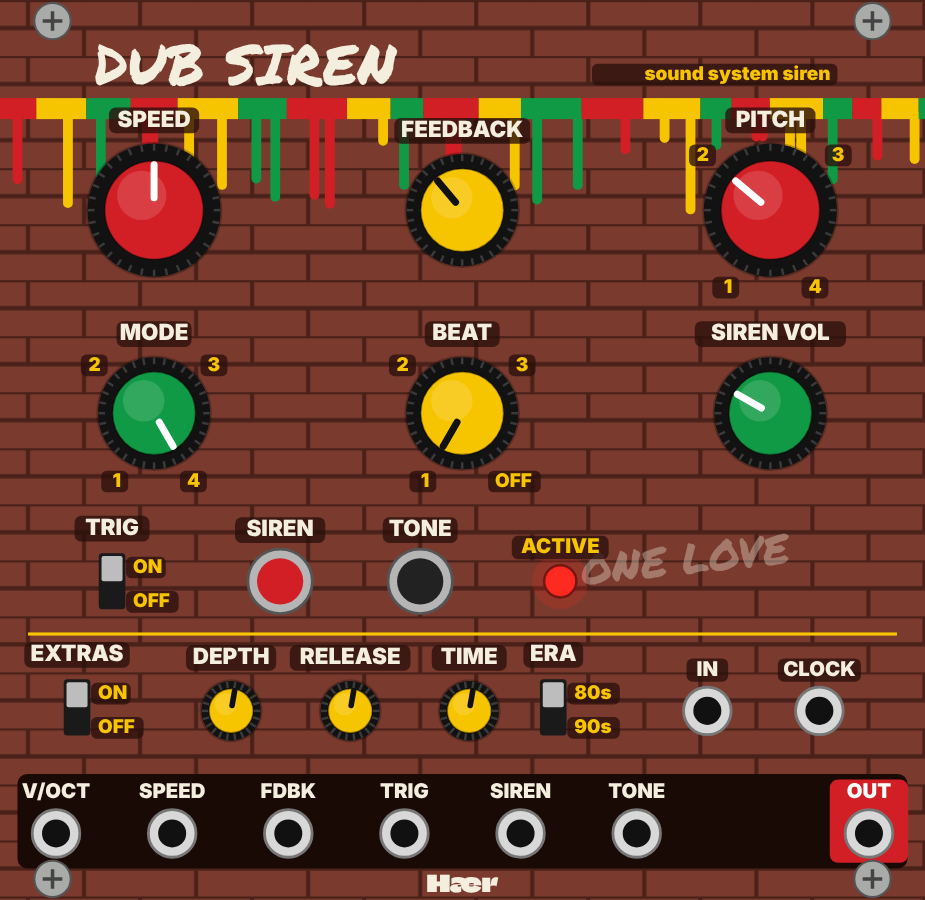 DUB SIREN
sound system siren
SPEED
FEEDBACK
PITCH
2
3
1
4
MODE
BEAT
SIREN VOL
2
3
2
3
1
4
1
OFF
TRIG
SIREN
TONE
ACTIVE
ONE LOVE
ON
OFF
EXTRAS
DEPTH
RELEASE
TIME
ERA
IN
CLOCK
ON
80s
OFF
90s
V/OCT
SPEED
FDBK
TRIG
SIREN
TONE
OUT
Hær